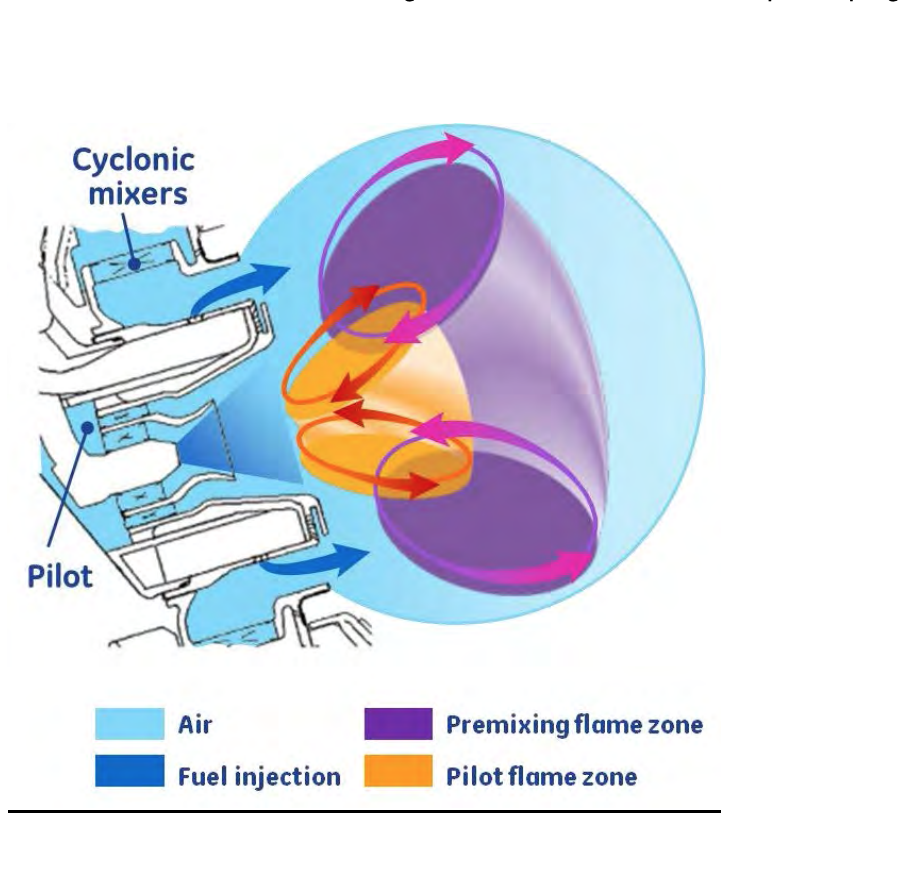 Cyclonic
mixers
Pilot
Air
Premixing flame zone
Fuel injection
Pilot flame zone